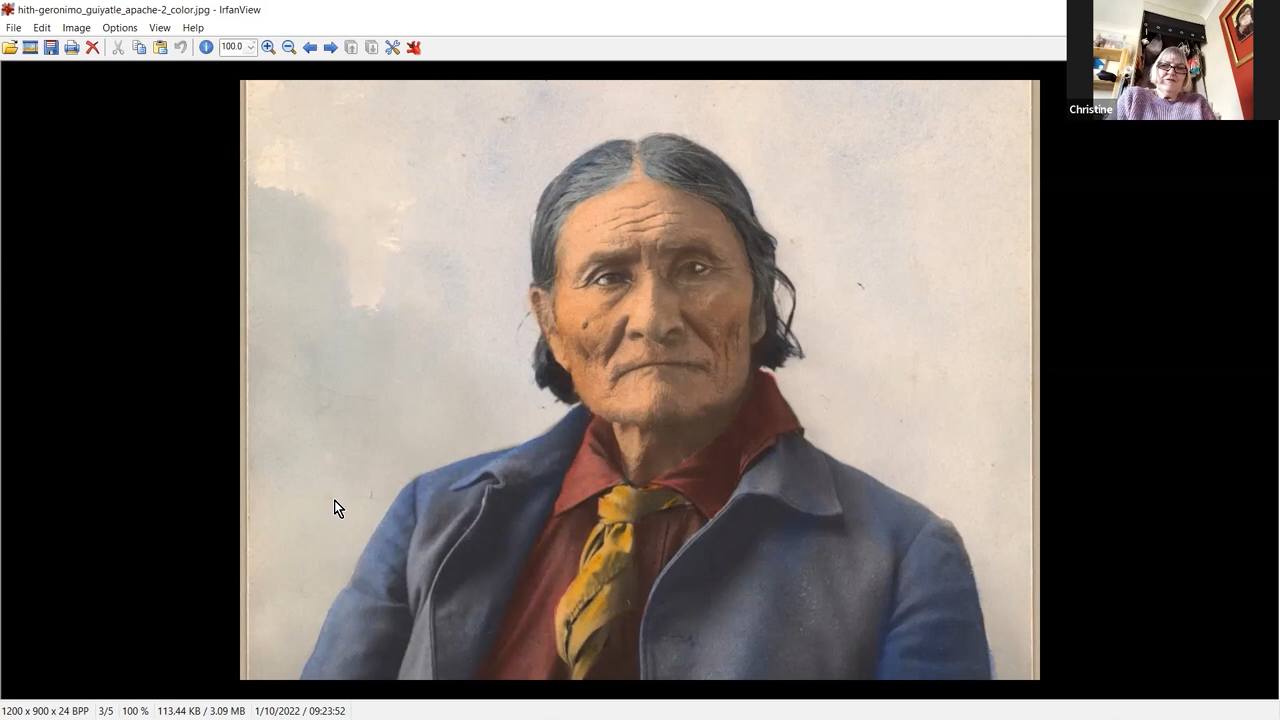 hith-geronimo_guiyatle_apache-2_color.jpg - IrfanView
File Edit Image Options View Help
100.0
Christine
1200 x 900 x 24 BPP 3/5 100 % 113.44 KB / 3.09 MB 1/10/2022 / 09:23:52